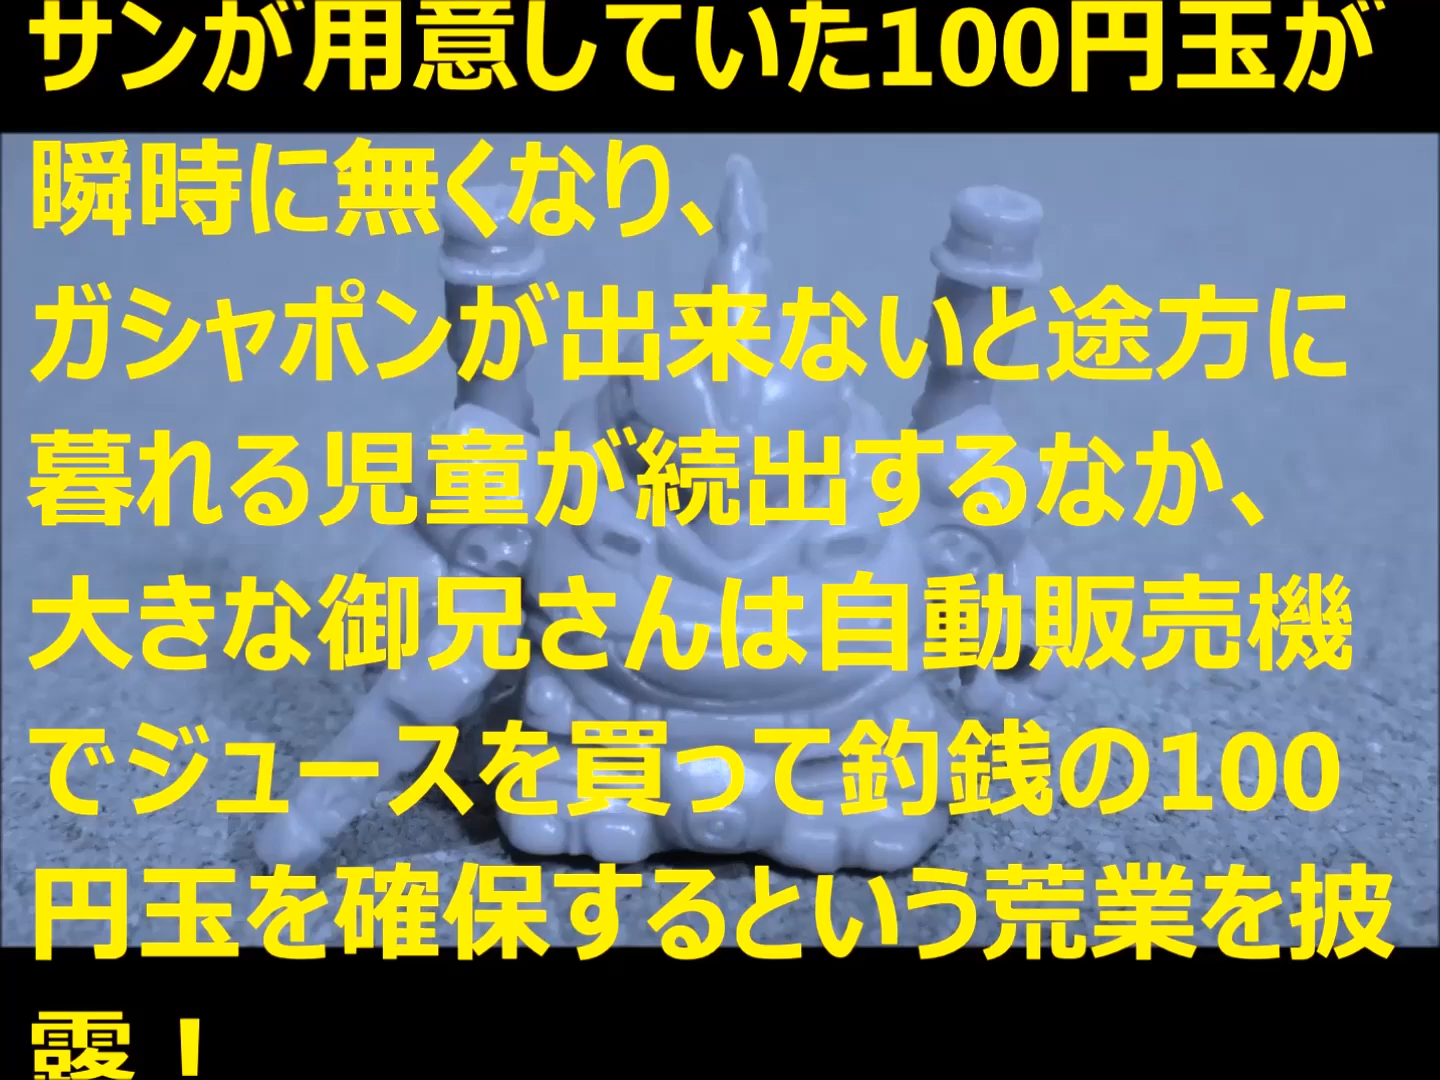 サンが用意していた100円玉が
瞬時に無くなり、
ガシャポンが出来ないと途方に
暮れる児童が続出するなか、
大きな御兄さんは自動販売機
でジュースを買って釣銭の100
円玉を確保するという荒業を披
露！